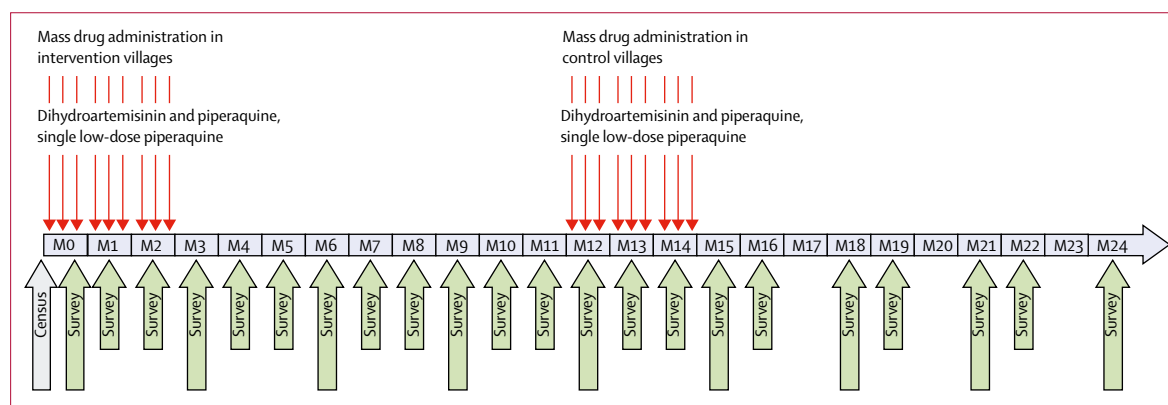 Mass drug administration in
intervention villages
Mass drug administration in
control villages
Dihydroartemisinin and piperaquine,
single low-dose piperaquine
Dihydroartemisinin and piperaquine,
single low-dose piperaquine
M0 M1 M2 M3 M4 M5 M6 M7 M8 M9 M10 M11 M12 M13 M14 M15 M16 M17 M18 M19 M20 M21 M22 M23 M24
Census Survey Survey Survey Survey Survey Survey Survey Survey Survey Survey Survey Survey Survey Survey Survey Survey Survey Survey Survey Survey Survey Survey